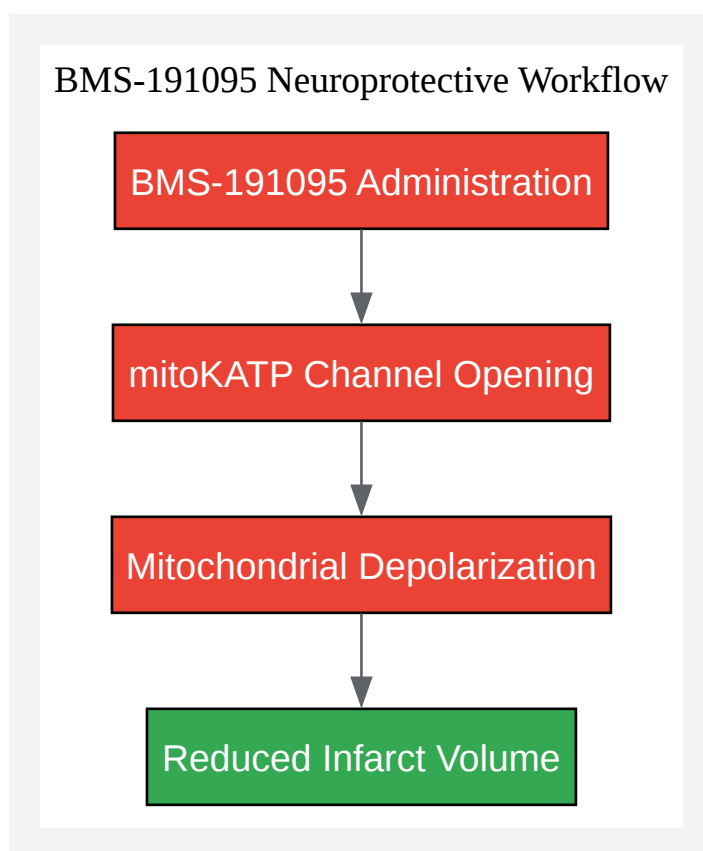 BMS-191095 Neuroprotective Workflow
BMS-191095 Administration
mitoKATP Channel Opening
Mitochondrial Depolarization
Reduced Infarct Volume